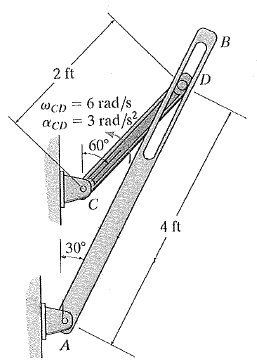 B
2 ft
D
ω_CD = 6 rad/s
α_CD = 3 rad/s²
60°
C
4 ft
30°
A